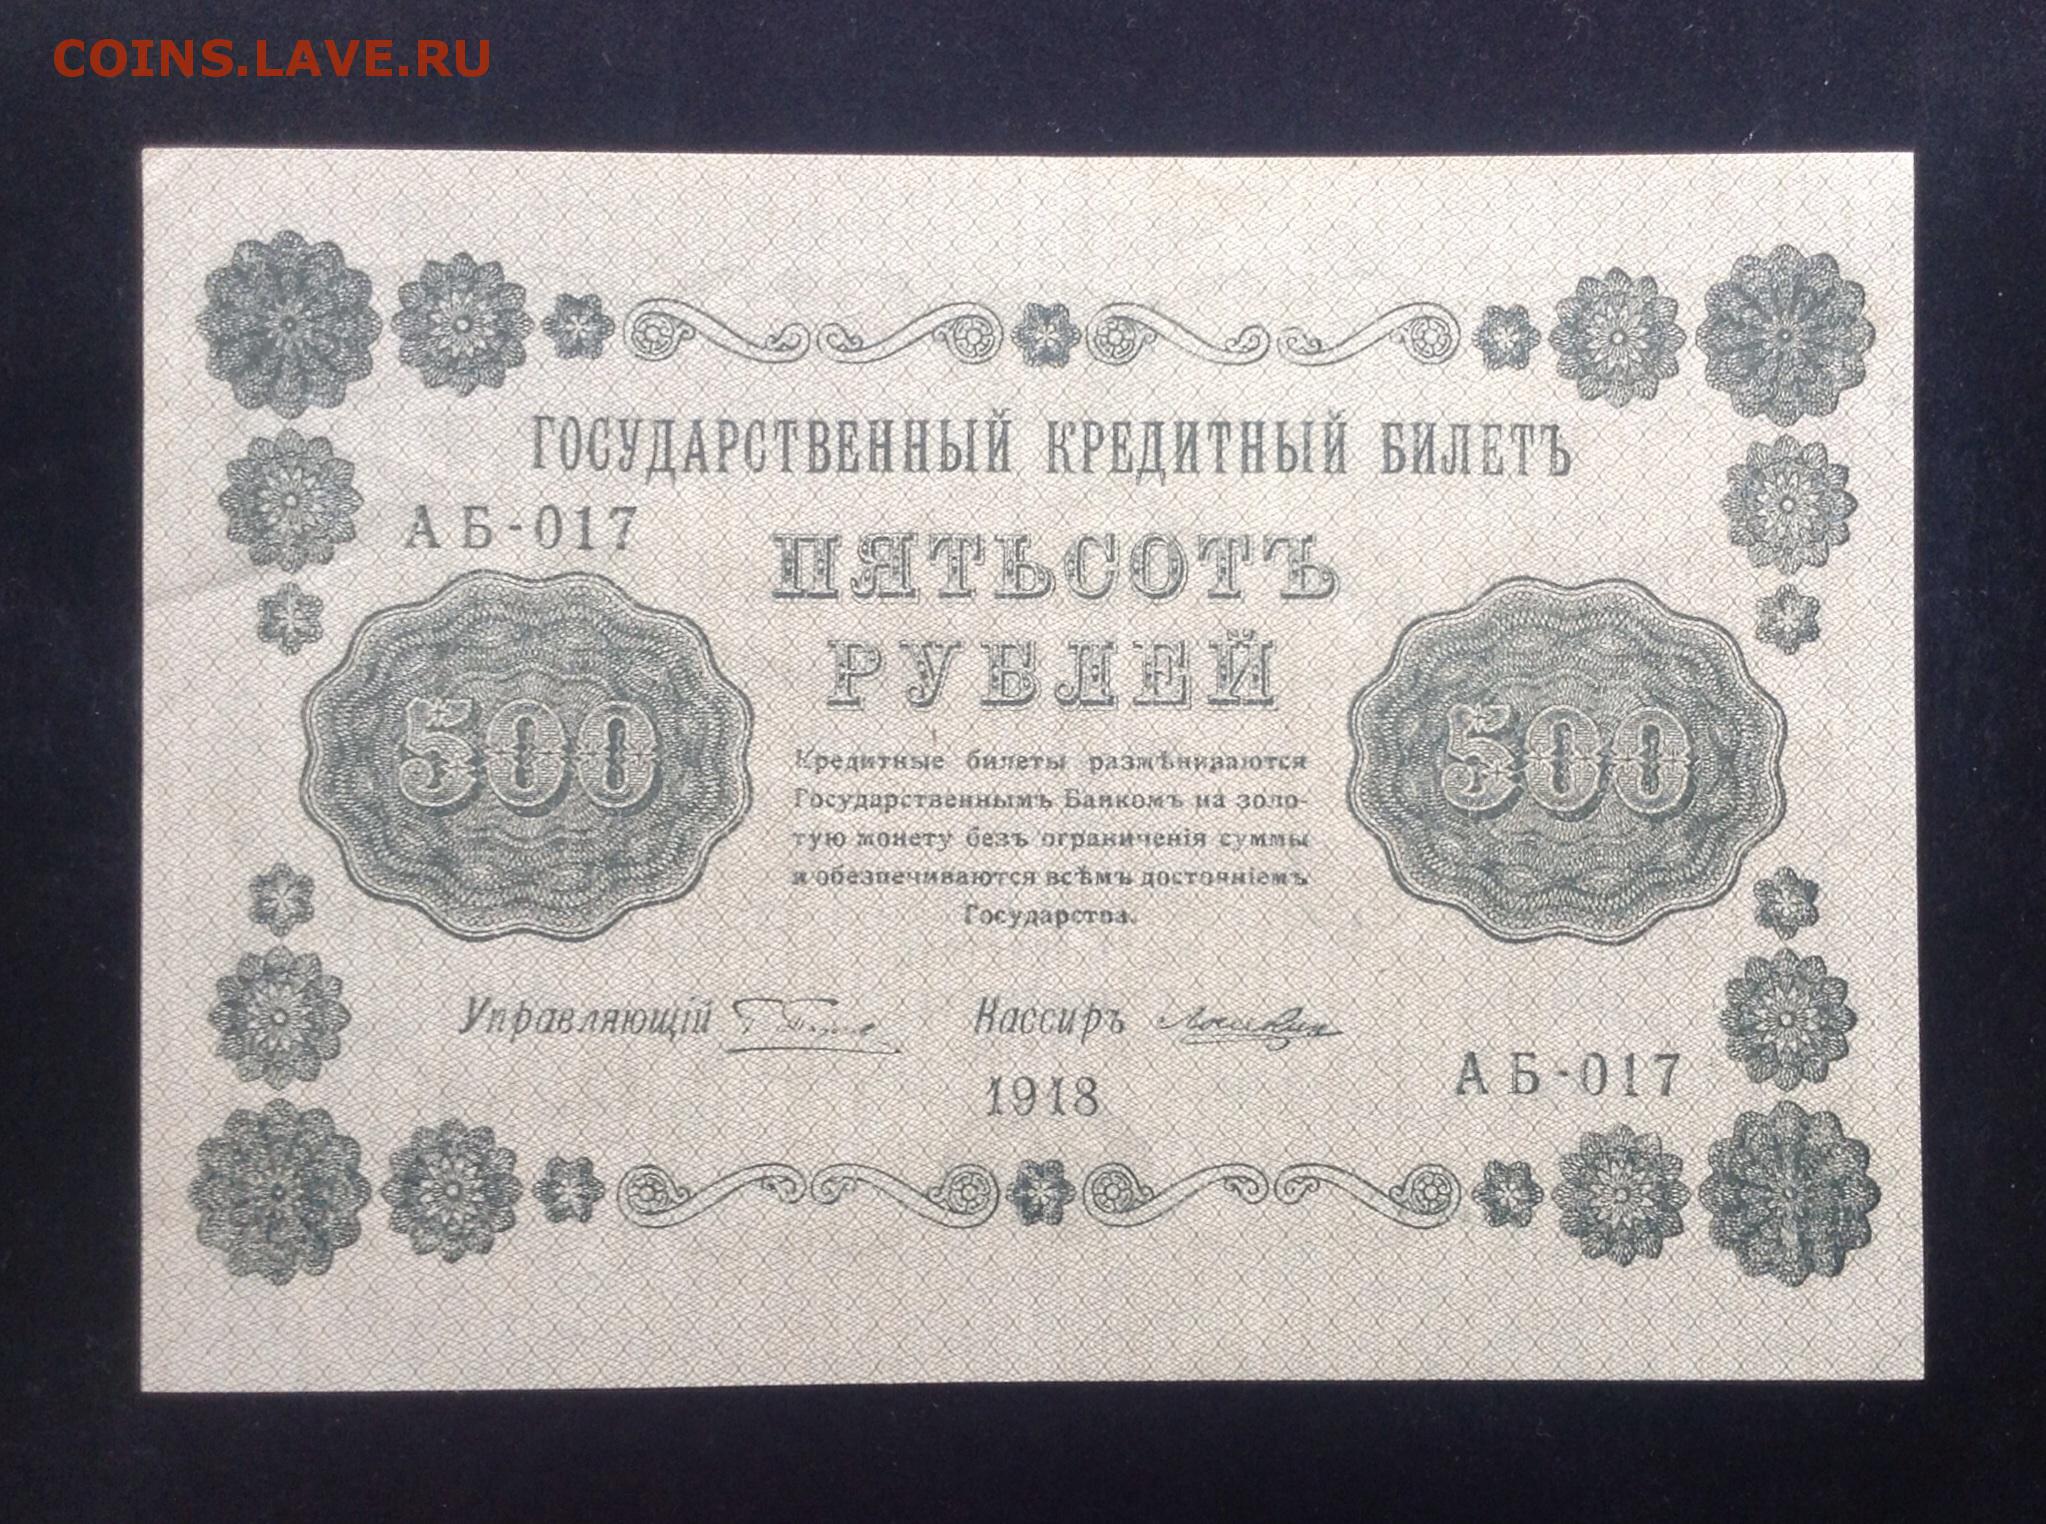 COINS.LAVE.RU
ГОСУДАРСТВЕННЫЙ КРЕДИТНЫЙ БИЛЕТЪ
АБ-017
ПЯТЬСОТЪ
РУБЛЕЙ
500
500
Кредитные билеты размѣниваются
Государственнымъ Банкомъ на золо-
тую монету безъ ограниченія суммы
и обезпечиваются всѣмъ достояніемъ
Государства.
Управляющій
Кассиръ
1918
АБ-017